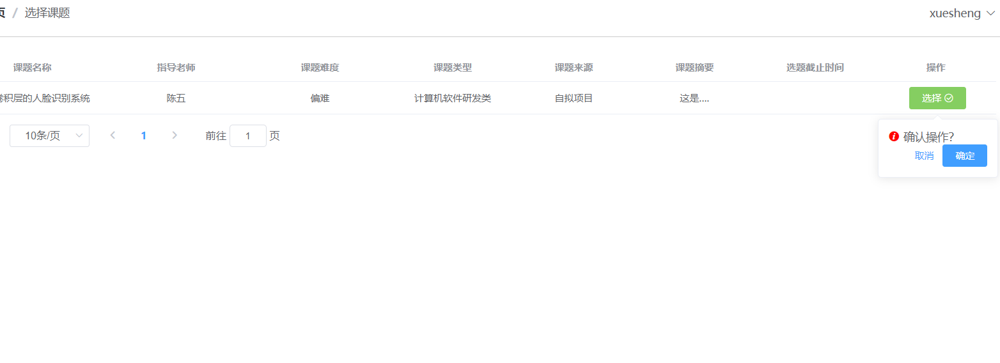 页 / 选择课题
xuesheng
课题名称 指导老师 课题难度 课题类型 课题来源 课题摘要 选题截止时间 操作
卷积层的人脸识别系统 陈五 偏难 计算机软件研发类 自拟项目 这是.... 选择
10条/页 1 前往 1 页
确认操作?
取消 确定